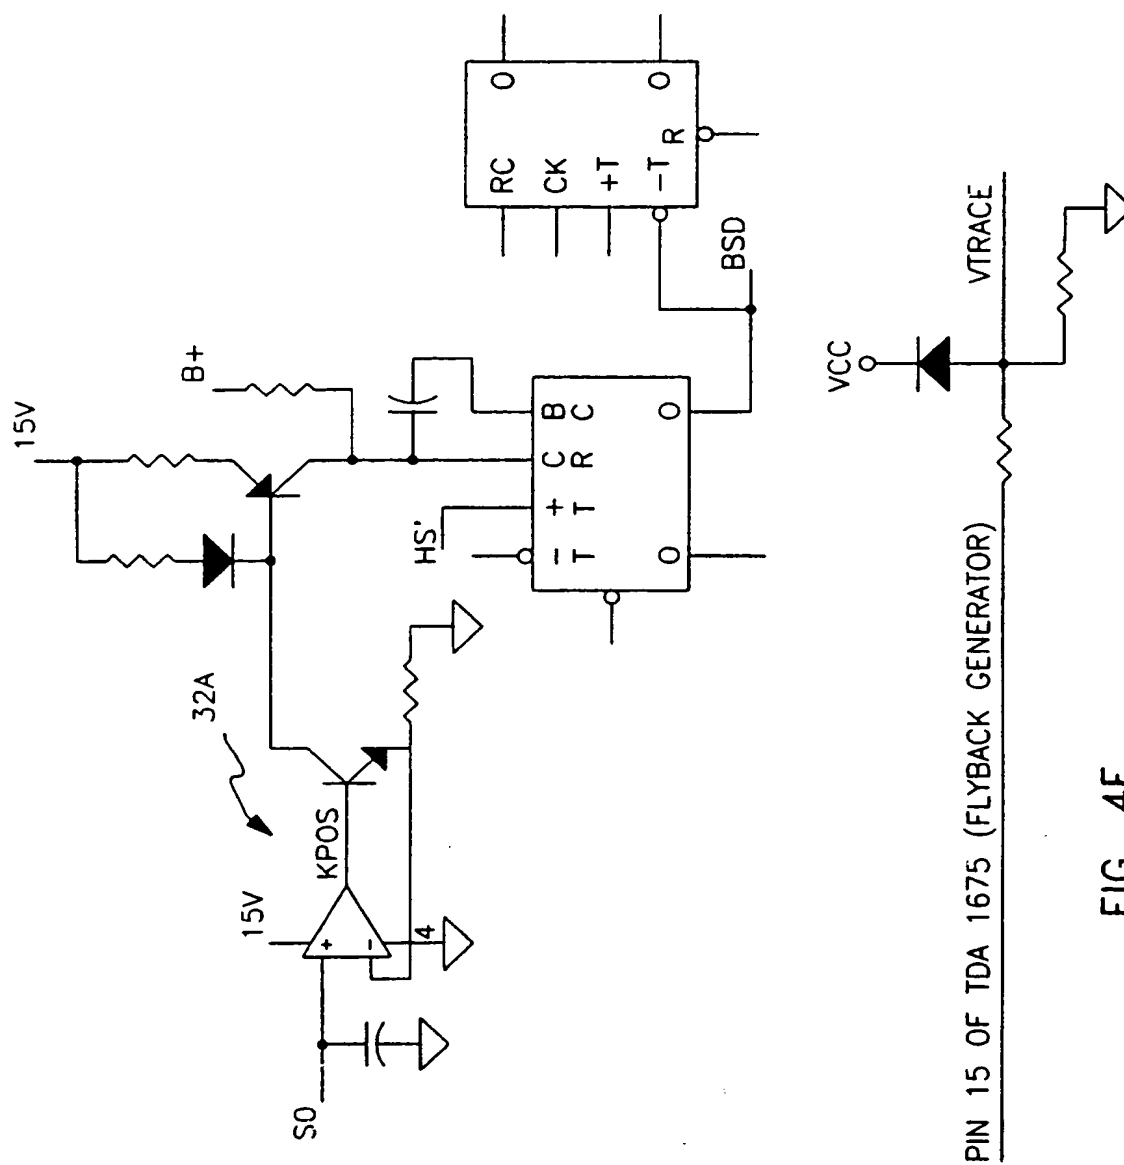 15V
B+
15V
32A
KPOS
S0
+
-
4
HS'
- T
+ T
C R
B C
O
O
BSD
RC
CK
+T
-T
R
O
O
VCC
VTRACE
PIN 15 OF TDA 1675 (FLYBACK GENERATOR)
FIG.